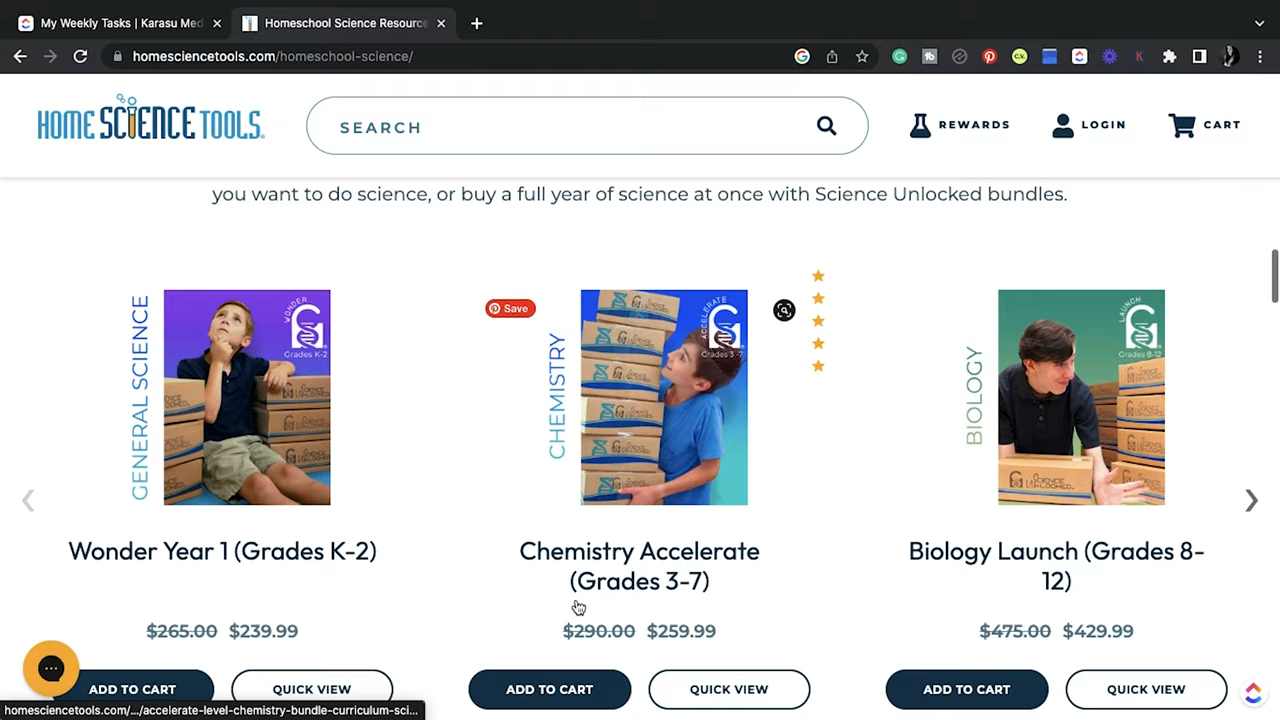 My Weekly Tasks | Karasu Med
Homeschool Science Resource
homesciencetools.com/homeschool-science/
HOME SCIENCE TOOLS.
SEARCH
REWARDS
LOGIN
CART
you want to do science, or buy a full year of science at once with Science Unlocked bundles.
GENERAL SCIENCE
WONDER
Grades K-2
Save
CHEMISTRY
ACCELERATE
Grades 3-7
BIOLOGY
LAUNCH
Grades 8-12
SCIENCE UNLOCKED
Wonder Year 1 (Grades K-2)
Chemistry Accelerate
(Grades 3-7)
Biology Launch (Grades 8-
12)
$265.00 $239.99
$290.00 $259.99
$475.00 $429.99
ADD TO CART
QUICK VIEW
ADD TO CART
QUICK VIEW
ADD TO CART
QUICK VIEW
homesciencetools.com/.../accelerate-level-chemistry-bundle-curriculum-sci...